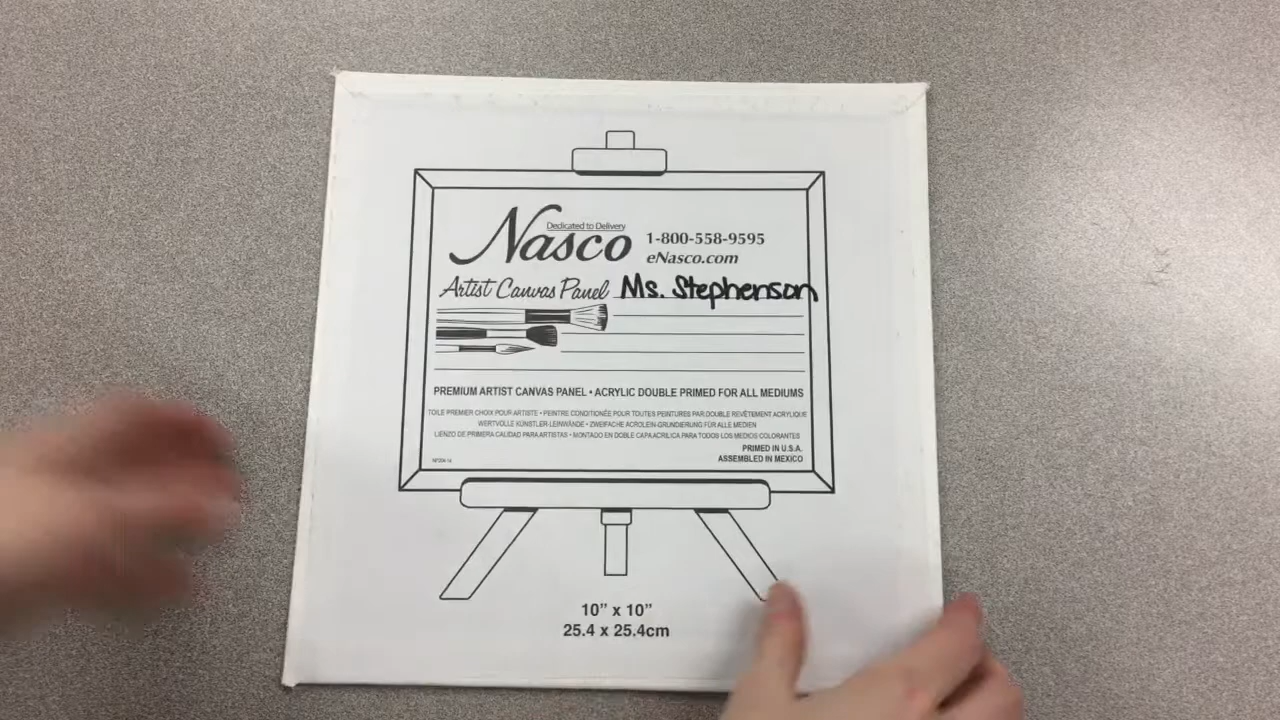 Dedicated to Delivery
Nasco
1-800-558-9595
eNasco.com
Artist Canvas Panel Ms. Stephenson
PREMIUM ARTIST CANVAS PANEL • ACRYLIC DOUBLE PRIMED FOR ALL MEDIUMS
TOILE PREMIER CHOIX POUR ARTISTE • PEINTRE CONDITIONÉE POUR TOUTES PEINTURES PAR DOUBLE REVÊTEMENT ACRYLIQUE
WERTVOLLE KÜNSTLER-LEINWÄNDE • ZWEIFACHE ACROLEIN-GRUNDIERUNG FÜR ALLE MEDIEN
LIENZO DE PRIMERA CALIDAD PARA ARTISTAS • MONTADO EN DOBLE CAPA ACRILICA PARA TODOS LOS MEDIOS COLORANTES
PRIMED IN U.S.A.
ASSEMBLED IN MEXICO
10” x 10”
25.4 x 25.4cm